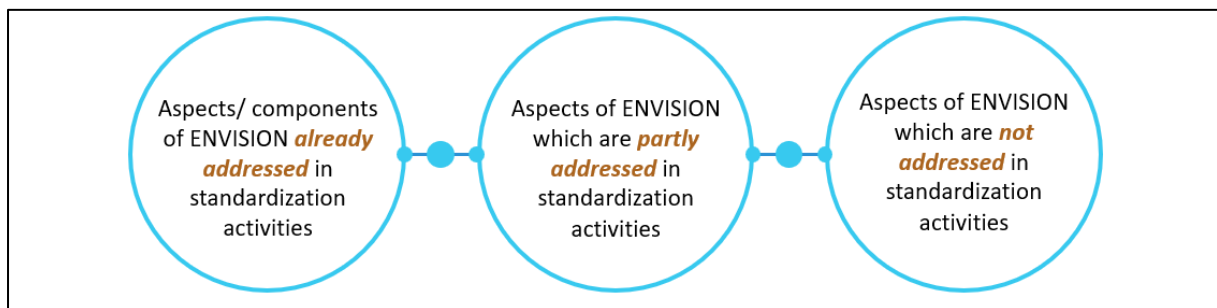 Aspects/ components
of ENVISION already
addressed in
standardization
activities
Aspects of ENVISION
which are partly
addressed in
standardization
activities
Aspects of ENVISION
which are not
addressed in
standardization
activities